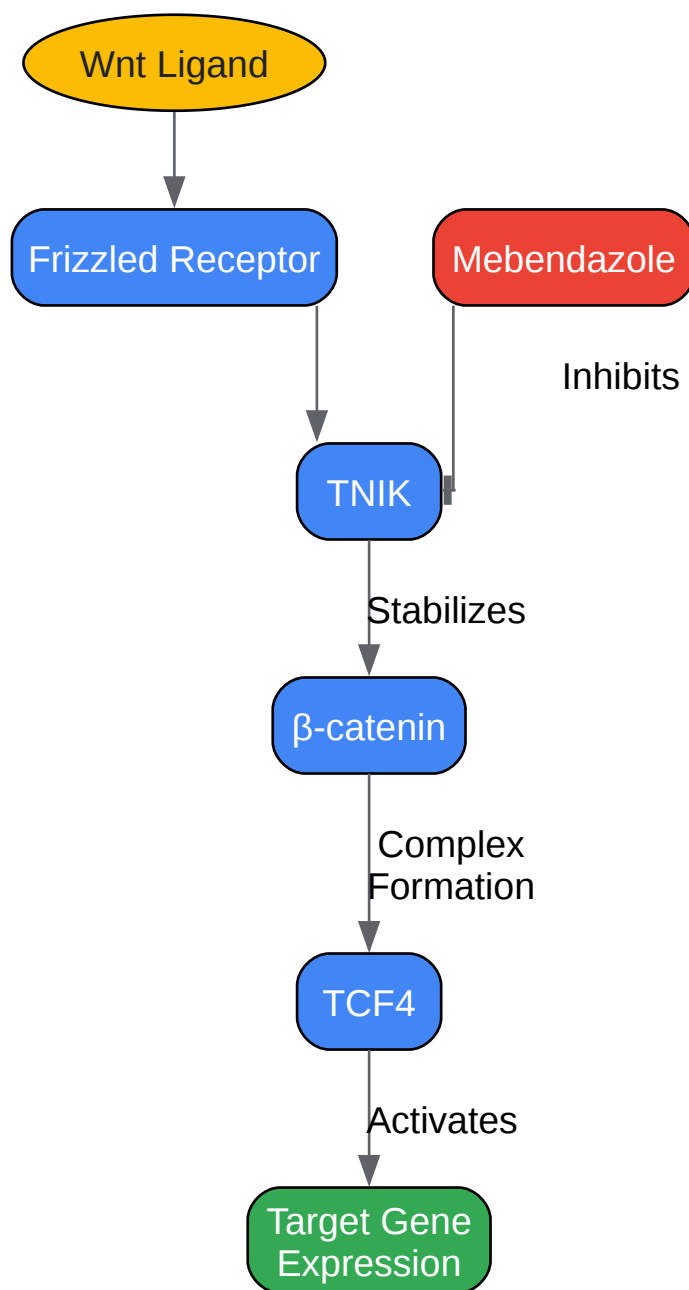 Wnt Ligand
Frizzled Receptor
Mebendazole
Inhibits
TNIK
Stabilizes
β-catenin
Complex
Formation
TCF4
Activates
Target Gene
Expression